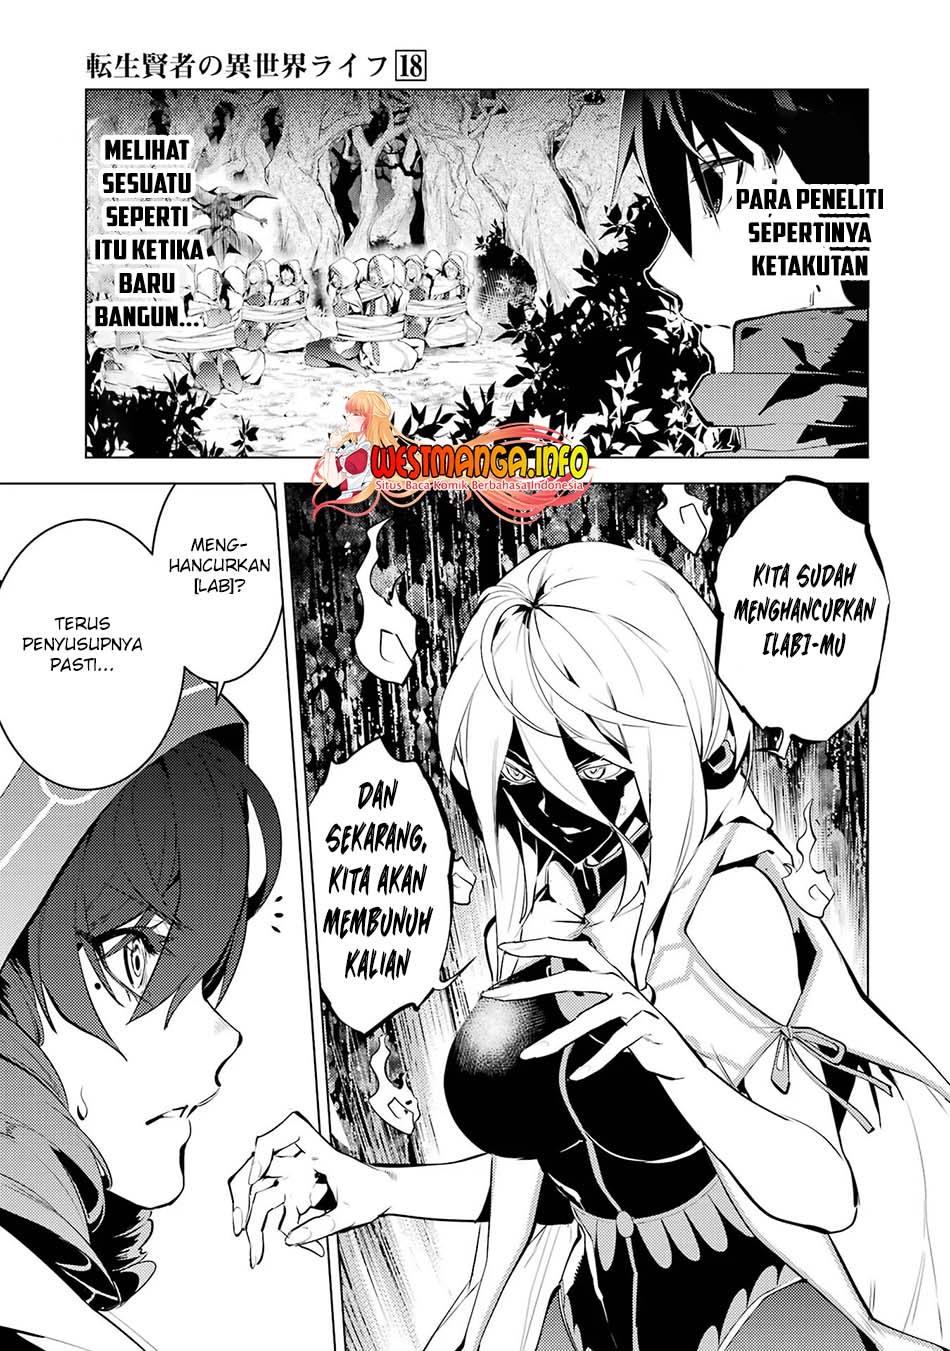 転生賢者の異世界ライフ 18
PARA PENELITI
SEPERTINYA
KETAKUTAN
MELIHAT
SESUATU
SEPERTI
ITU KETIKA
BARU
BANGUN...
WESTMANGA.INFO
Situs Baca Komik Berbahasa Indonesia
KITA SUDAH
MENGHANCURKAN
[LAB]-MU
DAN
SEKARANG,
KITA AKAN
MEMBUNUH
KALIAN
MENG-
HANCURKAN
[LAB]?
TERUS
PENYUSUPNYA
PASTI...